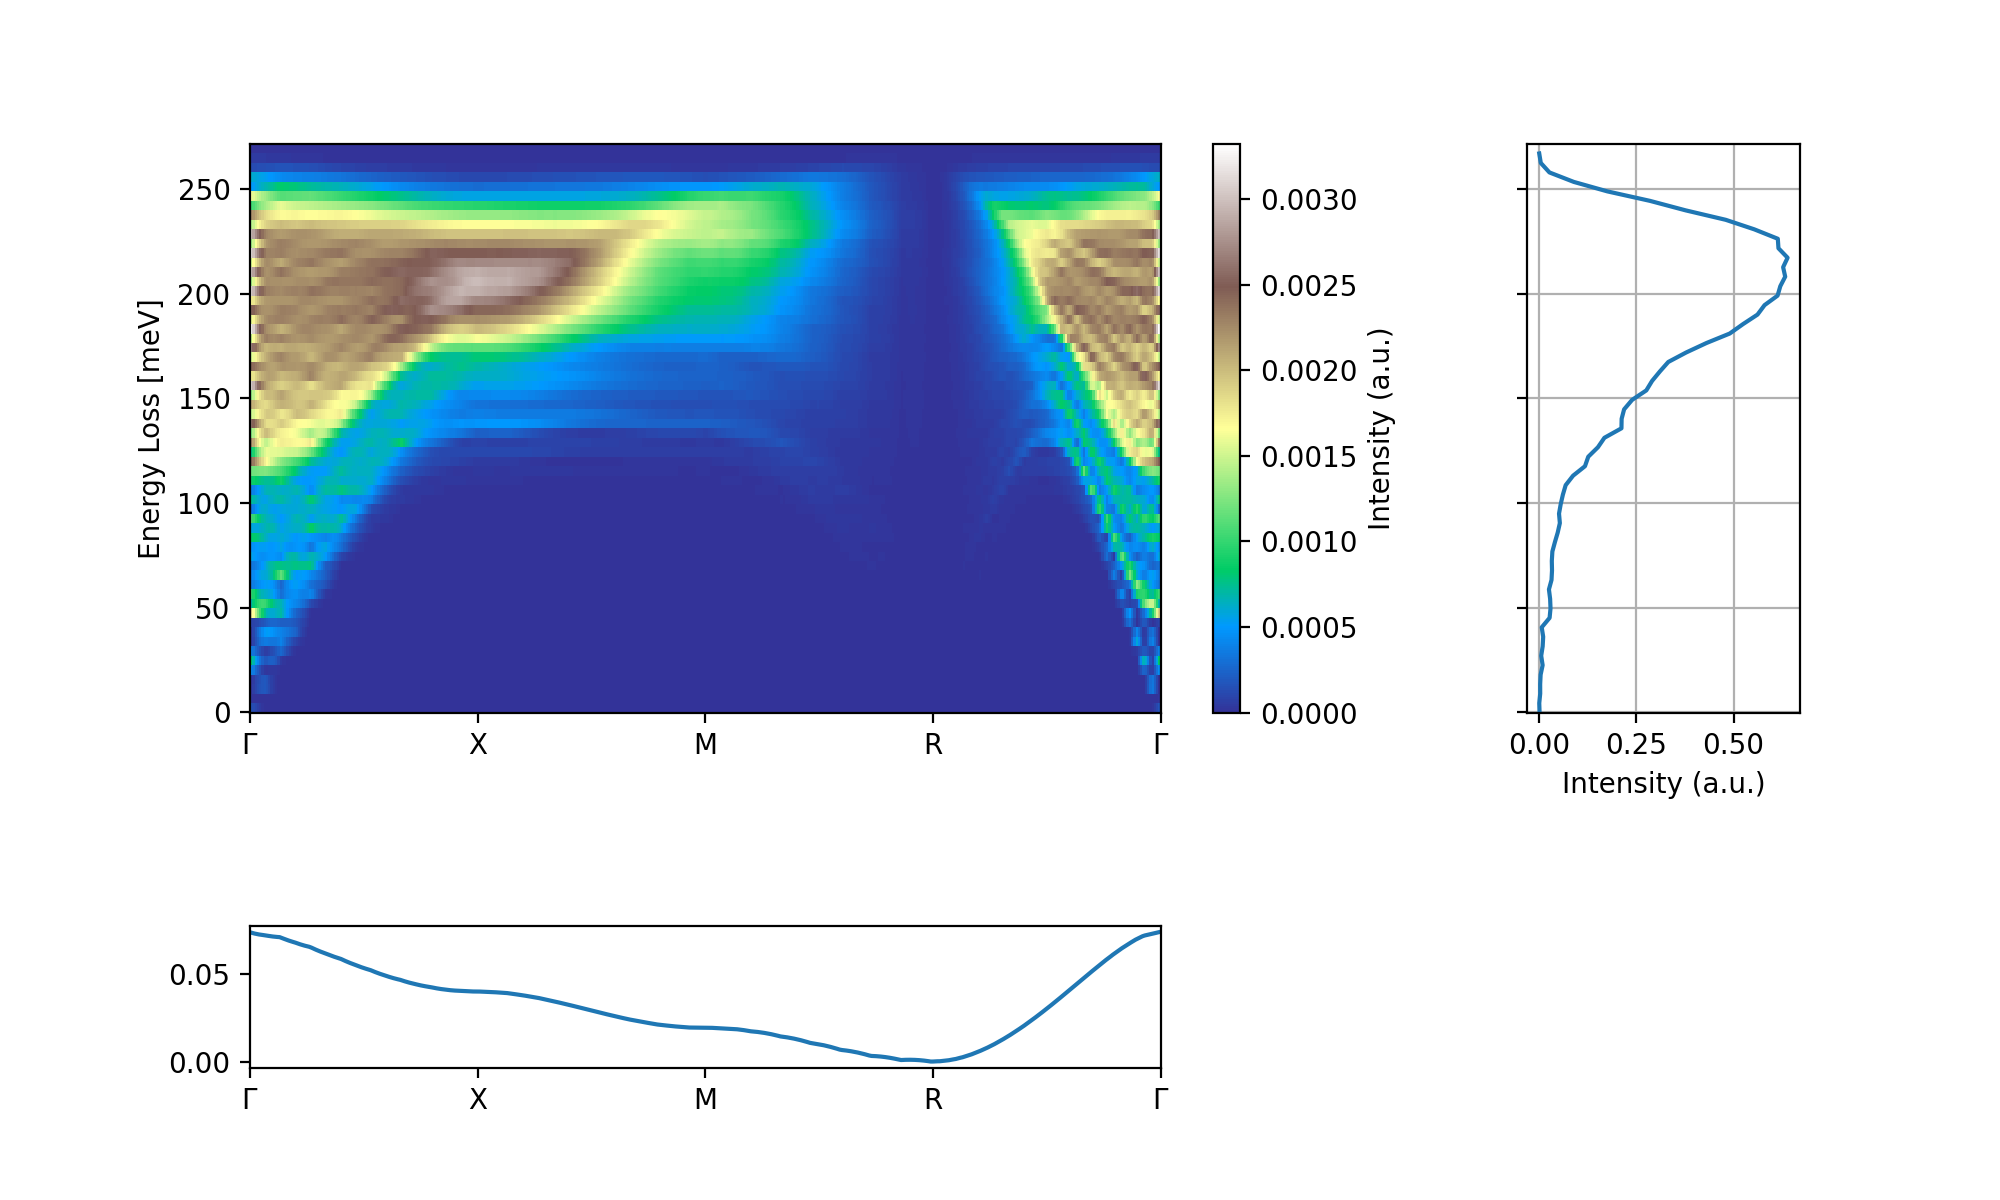 Energy Loss [meV]
250
200
150
100
50
0
Γ X M R Γ
0.0030
0.0025
0.0020
0.0015
0.0010
0.0005
0.0000
Intensity (a.u.)
0.00 0.25 0.50
Intensity (a.u.)
0.05
0.00
Γ X M R Γ